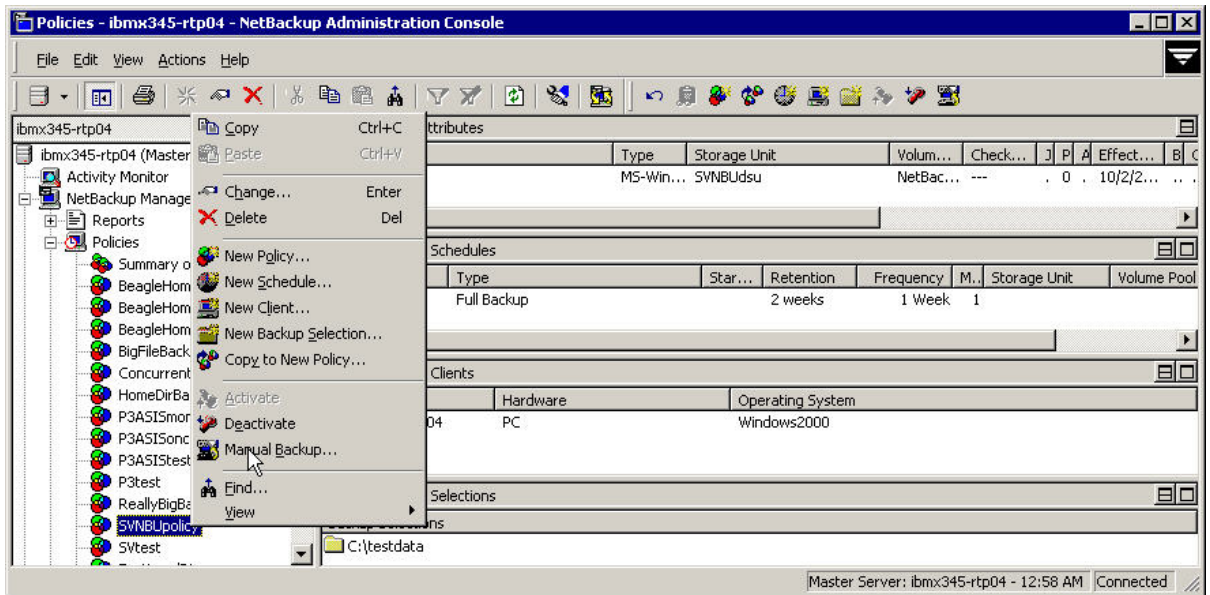 Policies - ibmx345-rtp04 - NetBackup Administration Console
File Edit View Actions Help
ibmx345-rtp04
ibmx345-rtp04 (Master
Activity Monitor
NetBackup Manage
Reports
Policies
Summary o
BeagleHom
BeagleHom
BeagleHom
BigFileBack
Concurrent
HomeDirBa
P3ASISmor
P3ASISonc
P3ASIStest
P3test
ReallyBigBa
SVNBUpolicy
SVtest
Copy Ctrl+C
Paste Ctrl+V
Change... Enter
Delete Del
New Policy...
New Schedule...
New Client...
New Backup Selection...
Copy to New Policy...
Activate
Deactivate
Manual Backup...
Find...
View
ttributes
Type Storage Unit Volum... Check... J P A Effect... B C
MS-Win... SVNBUdsu NetBac... --- . 0 . 10/2/2... .. .
Schedules
Type Star... Retention Frequency M.. Storage Unit Volume Pool
Full Backup 2 weeks 1 Week 1
Clients
Hardware Operating System
04 PC Windows2000
Selections
C:\testdata
Master Server: ibmx345-rtp04 - 12:58 AM Connected